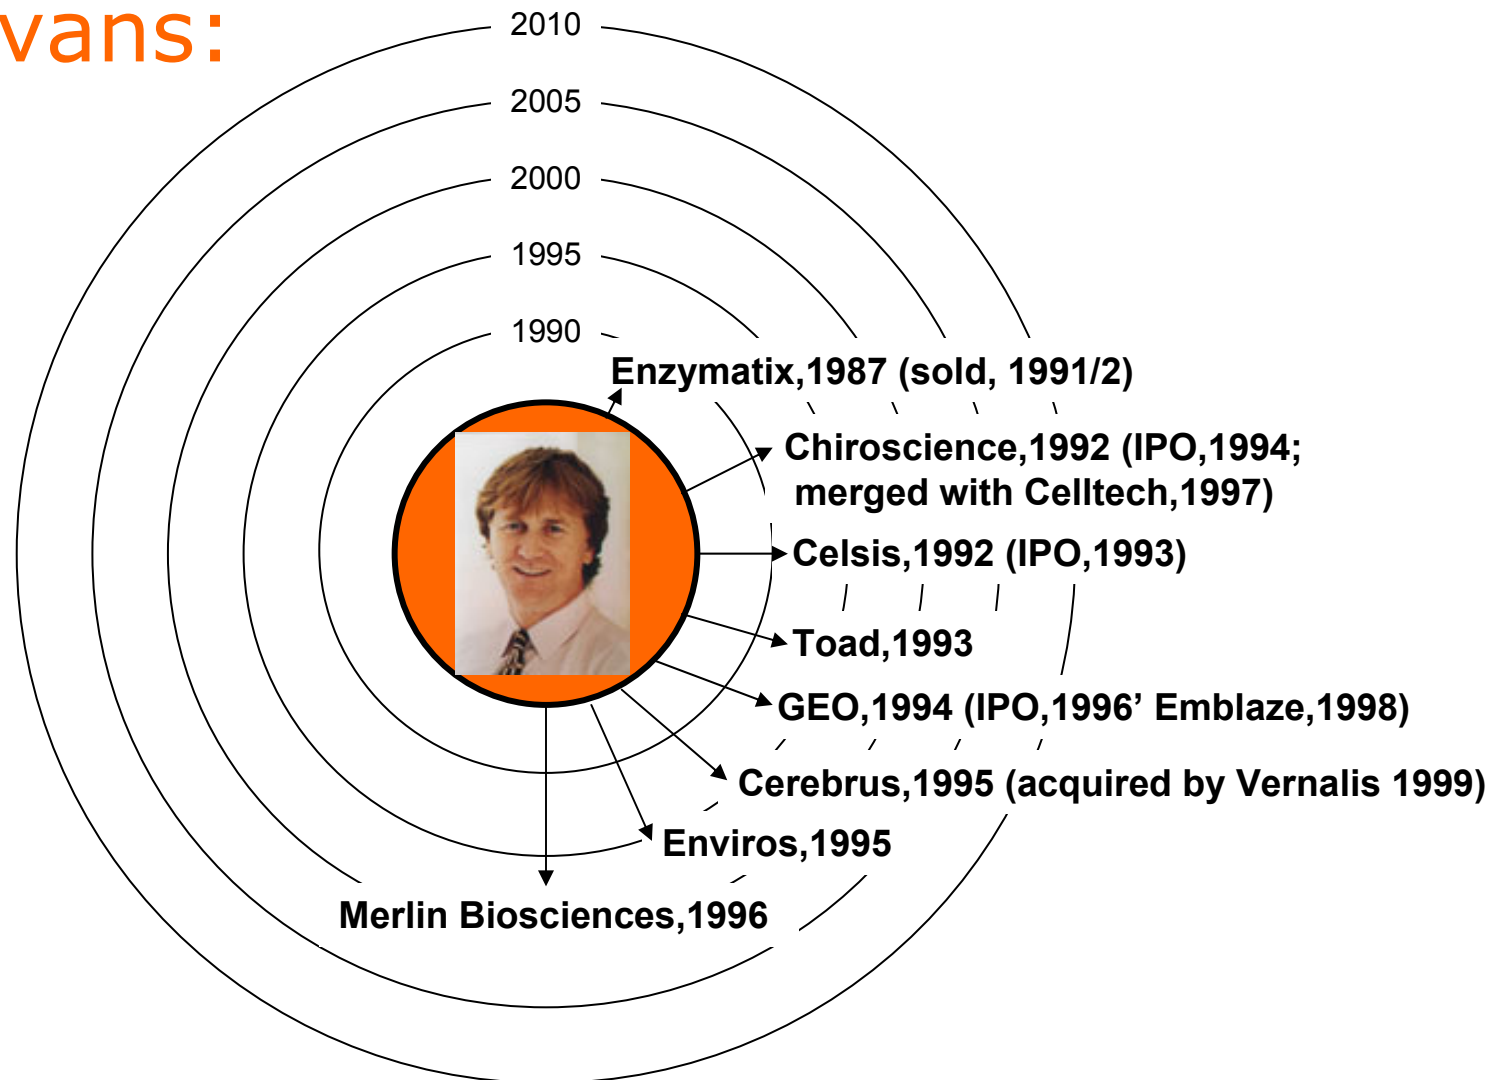 vans:
2010
2005
2000
1995
1990
Enzymatix,1987 (sold, 1991/2)
Chiroscience,1992 (IPO,1994;
merged with Celltech,1997)
Celsis,1992 (IPO,1993)
Toad,1993
GEO,1994 (IPO,1996’ Emblaze,1998)
Cerebrus,1995 (acquired by Vernalis 1999)
Enviros,1995
Merlin Biosciences,1996